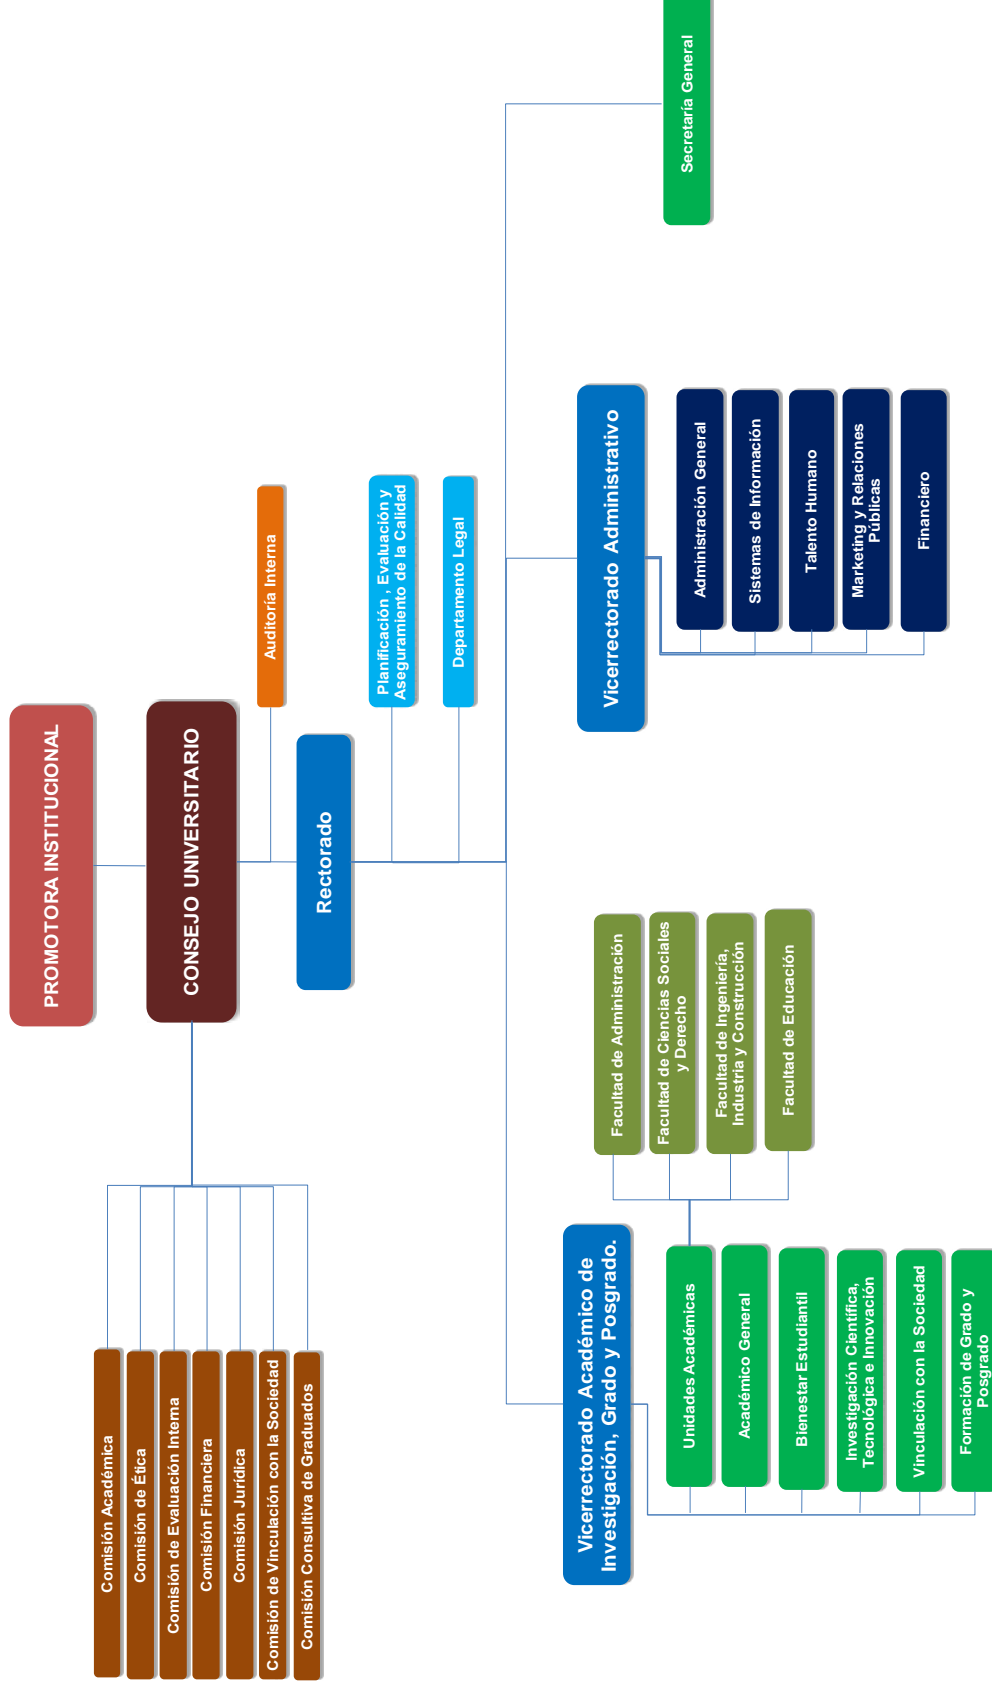 PROMOTORA INSTITUCIONAL
CONSEJO UNIVERSITARIO
Comisión Académica
Comisión de Ética
Comisión de Evaluación Interna
Comisión Financiera
Comisión Jurídica
Comisión de Vinculación con la Sociedad
Comisión Consultiva de Graduados
Auditoría Interna
Rectorado
Planificación , Evaluación y
Aseguramiento de la Calidad
Departamento Legal
Vicerrectorado Académico de
Investigación, Grado y Posgrado.
Unidades Académicas
Académico General
Bienestar Estudiantil
Investigación Científica,
Tecnológica e Innovación
Vinculación con la Sociedad
Formación de Grado y
Posgrado
Facultad de Administración
Facultad de Ciencias Sociales
y Derecho
Facultad de Ingeniería,
Industria y Construcción
Facultad de Educación
Vicerrectorado Administrativo
Administración General
Sistemas de Información
Talento Humano
Marketing y Relaciones
Públicas
Financiero
Secretaría General